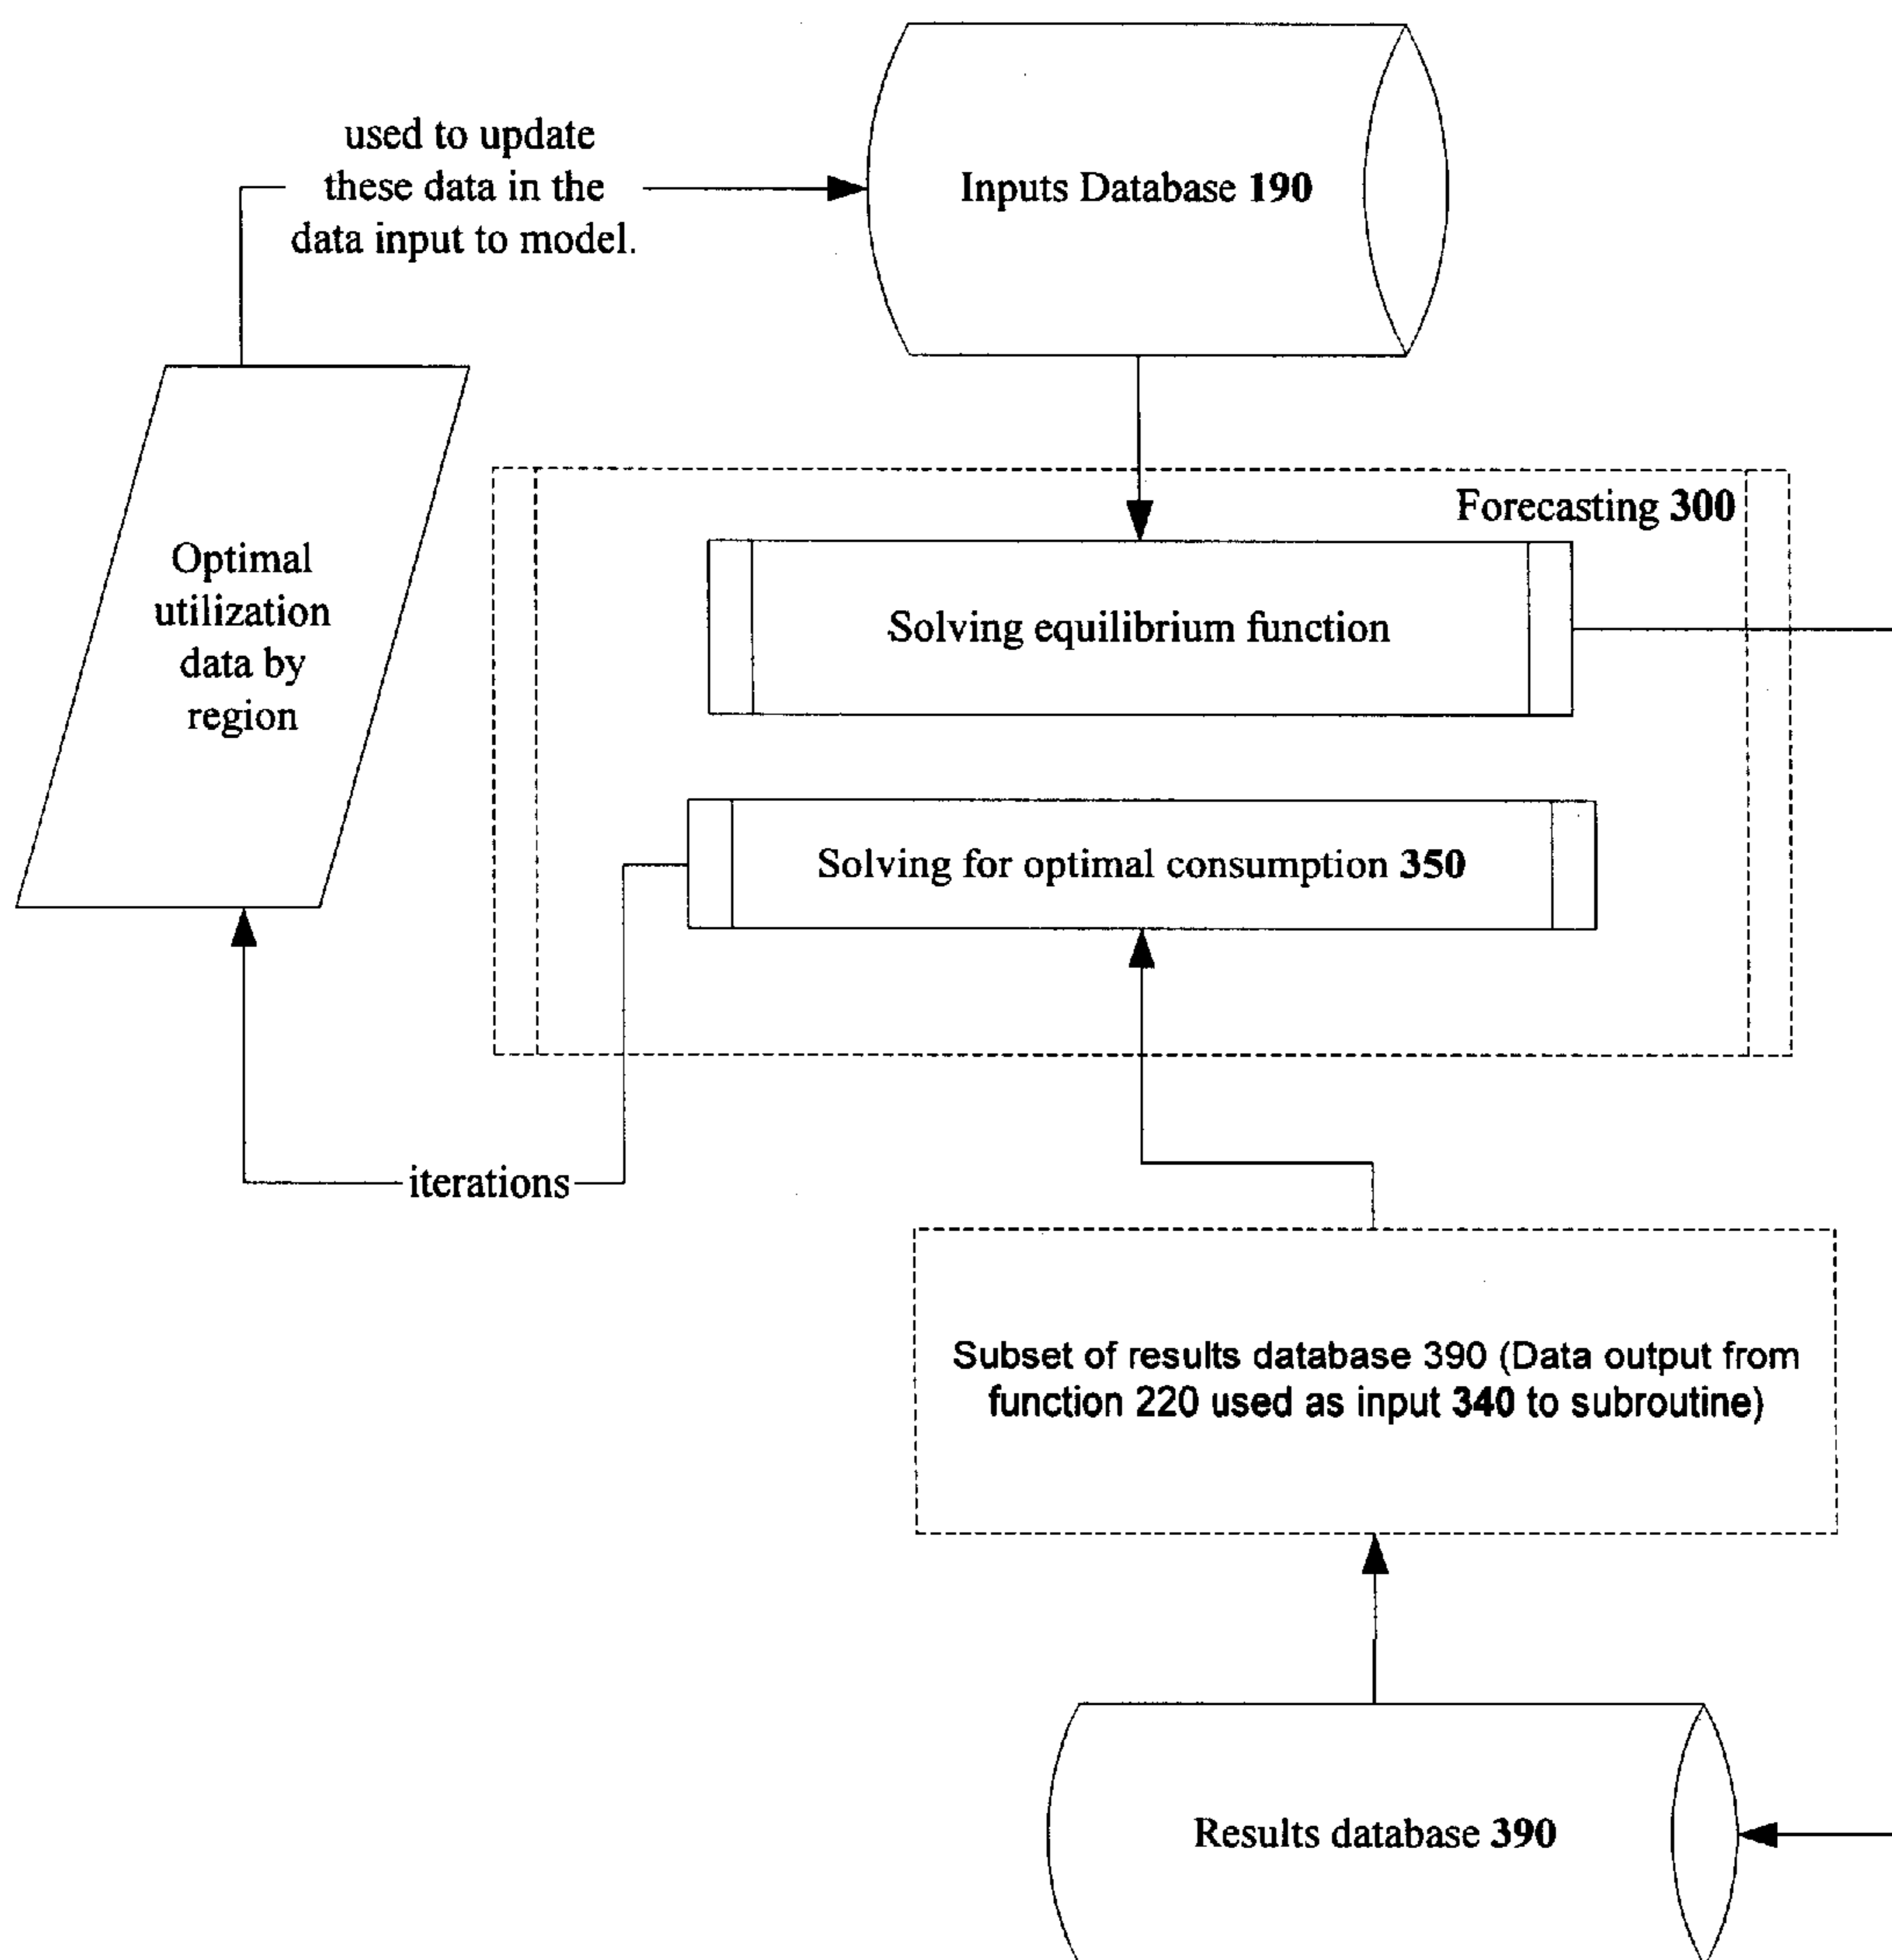 used to update
these data in the
data input to model.
Inputs Database 190
Forecasting 300
Optimal
utilization
data by
region
Solving equilibrium function
Solving for optimal consumption 350
iterations
Subset of results database 390 (Data output from
function 220 used as input 340 to subroutine)
Results database 390